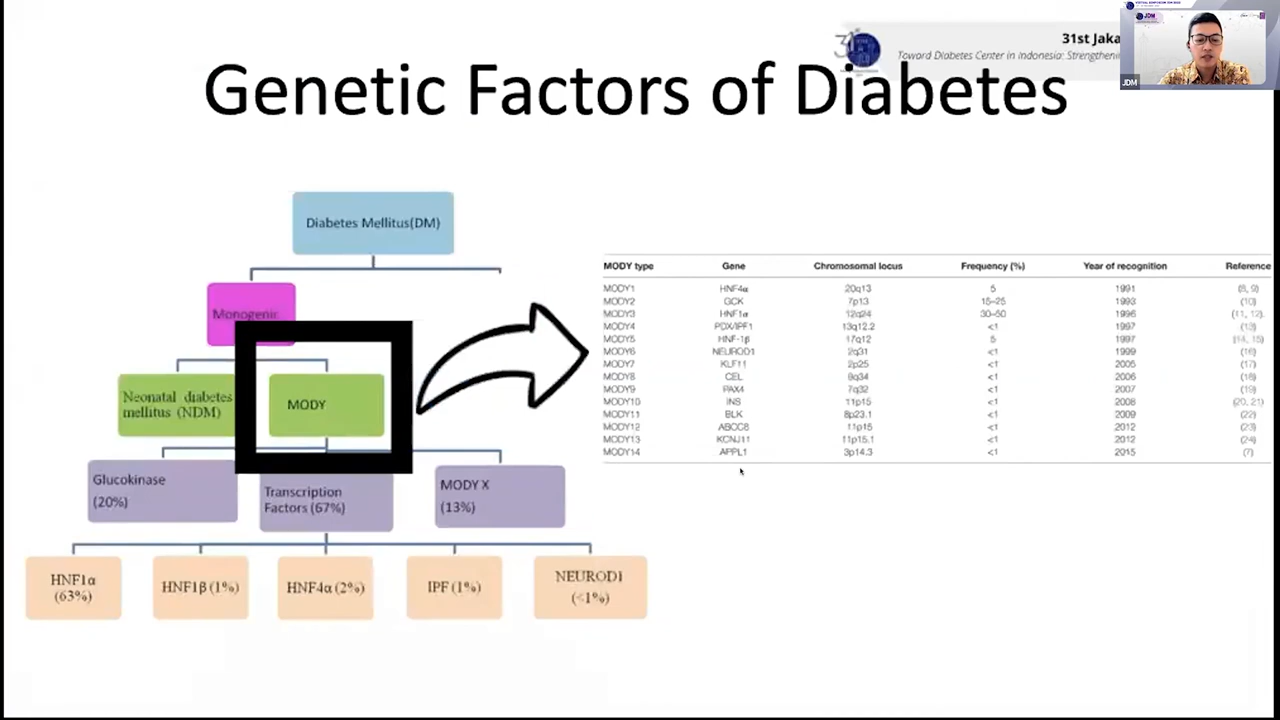 31st Jaka
Toward Diabetes Center in Indonesia: Strengthenin
JDM
JDM
Genetic Factors of Diabetes
Diabetes Mellitus(DM)
Monogenic
Neonatal diabetes
mellitus (NDM)
MODY
Glucokinase
(20%)
Transcription
Factors (67%)
MODY X
(13%)
HNF1α
(63%)
HNF1β (1%)
HNF4α (2%)
IPF (1%)
NEUROD1
(<1%)
MODY type Gene Chromosomal locus Frequency (%) Year of recognition Reference
MODY1 HNF4α 20q13 5 1991 (8, 9)
MODY2 GCK 7p13 15–25 1993 (10)
MODY3 HNF1α 12q24 30–50 1996 (11, 12)
MODY4 PDX/IPF1 13q12.2 <1 1997 (13)
MODY5 HNF-1β 17q12 5 1997 (14, 15)
MODY6 NEUROD1 2q31 <1 1999 (16)
MODY7 KLF11 2p25 <1 2005 (17)
MODY8 CEL 9q34 <1 2006 (18)
MODY9 PAX4 7q32 <1 2007 (19)
MODY10 INS 11p15 <1 2008 (20, 21)
MODY11 BLK 8p23.1 <1 2009 (22)
MODY12 ABCC8 11p15 <1 2012 (23)
MODY13 KCNJ11 11p15.1 <1 2012 (24)
MODY14 APPL1 3p14.3 <1 2015 (7)